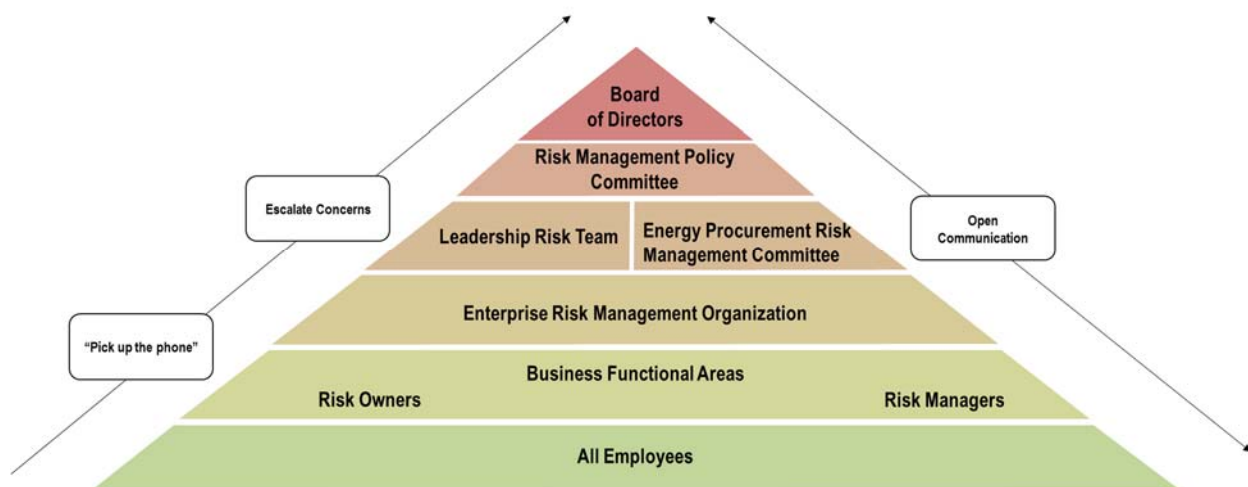 Board
of Directors
Risk Management Policy
Committee
Escalate Concerns
Open
Communication
Leadership Risk Team
Energy Procurement Risk
Management Committee
Enterprise Risk Management Organization
“Pick up the phone”
Business Functional Areas
Risk Owners
Risk Managers
All Employees